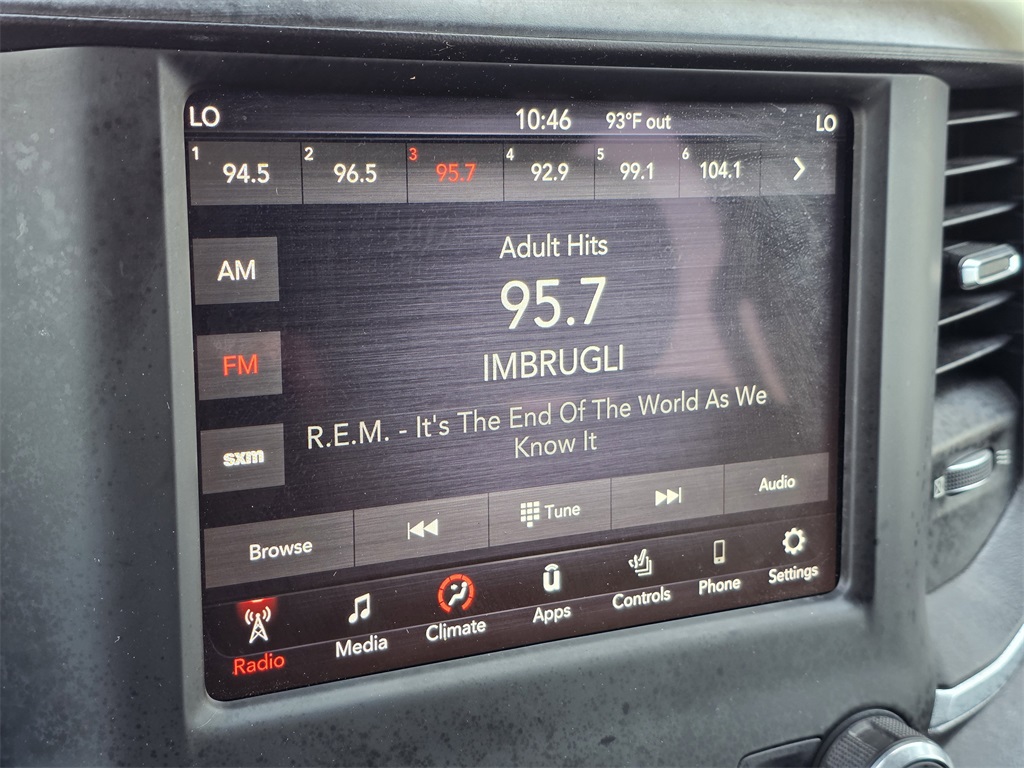 LO 10:46 93°F out LO
1 94.5 2 96.5 3 95.7 4 92.9 5 99.1 6 104.1
Adult Hits
AM
95.7
FM
IMBRUGLI
R.E.M. - It's The End Of The World As We
Know It
sxm
Browse Tune Audio
Radio Media Climate Apps Controls Phone Settings